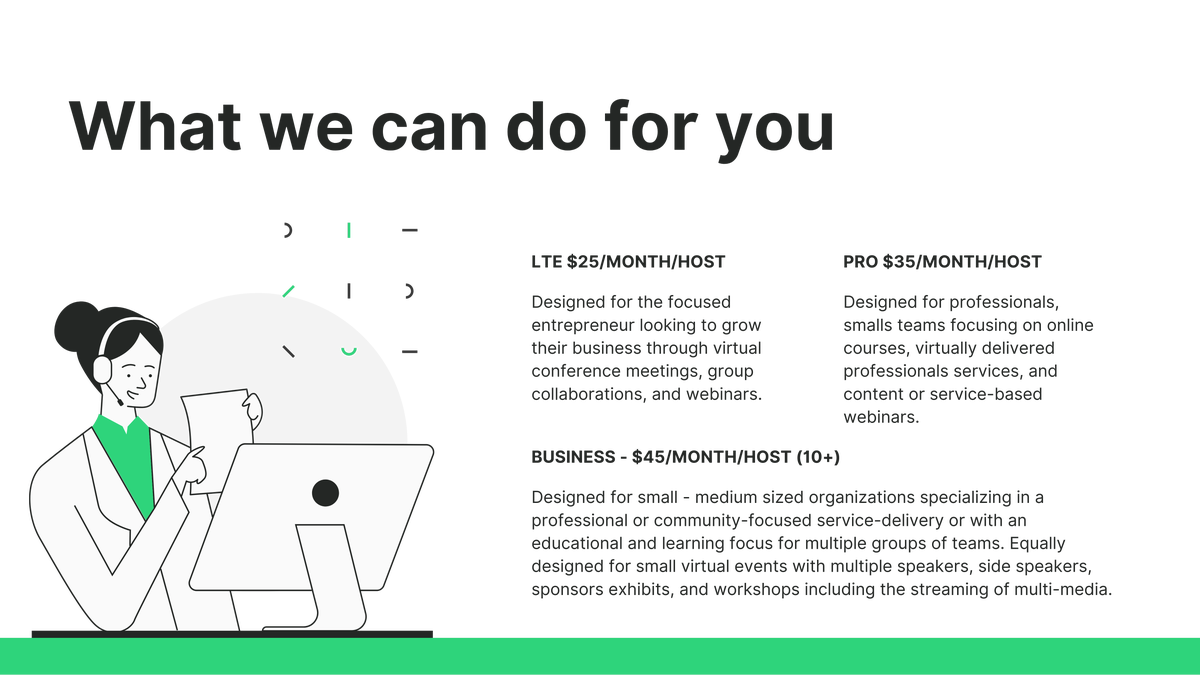 What we can do for you
LTE $25/MONTH/HOST
Designed for the focused
entrepreneur looking to grow
their business through virtual
conference meetings, group
collaborations, and webinars.
PRO $35/MONTH/HOST
Designed for professionals,
smalls teams focusing on online
courses, virtually delivered
professionals services, and
content or service-based
webinars.
BUSINESS - $45/MONTH/HOST (10+)
Designed for small - medium sized organizations specializing in a
professional or community-focused service-delivery or with an
educational and learning focus for multiple groups of teams. Equally
designed for small virtual events with multiple speakers, side speakers,
sponsors exhibits, and workshops including the streaming of multi-media.